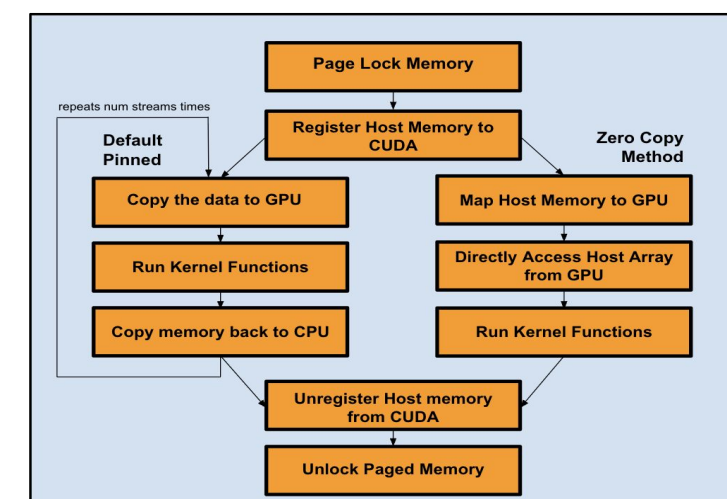 Page Lock Memory
repeats num streams times
Register Host Memory to
CUDA
Default
Pinned
Zero Copy
Method
Copy the data to GPU
Map Host Memory to GPU
Run Kernel Functions
Directly Access Host Array
from GPU
Copy memory back to CPU
Run Kernel Functions
Unregister Host memory
from CUDA
Unlock Paged Memory